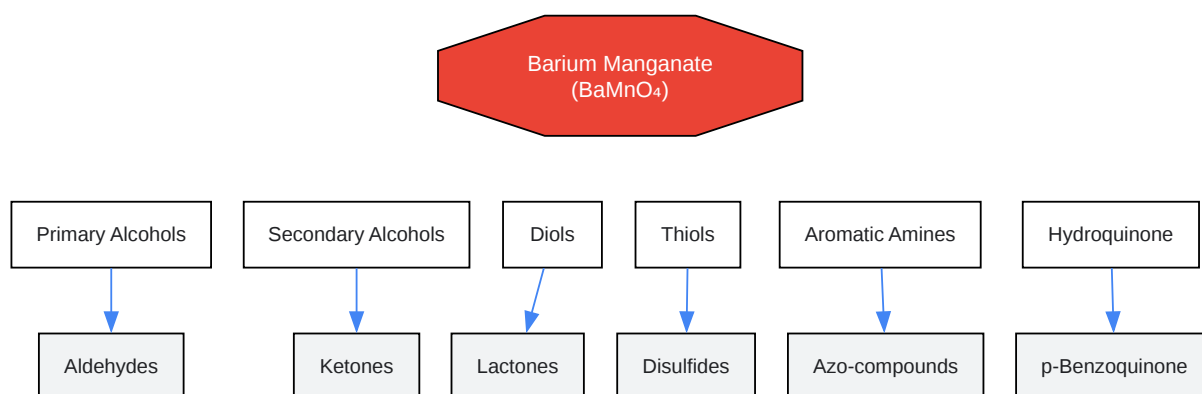 Barium Manganate
(BaMnO₄)
Primary Alcohols
Secondary Alcohols
Diols
Thiols
Aromatic Amines
Hydroquinone
Aldehydes
Ketones
Lactones
Disulfides
Azo-compounds
p-Benzoquinone